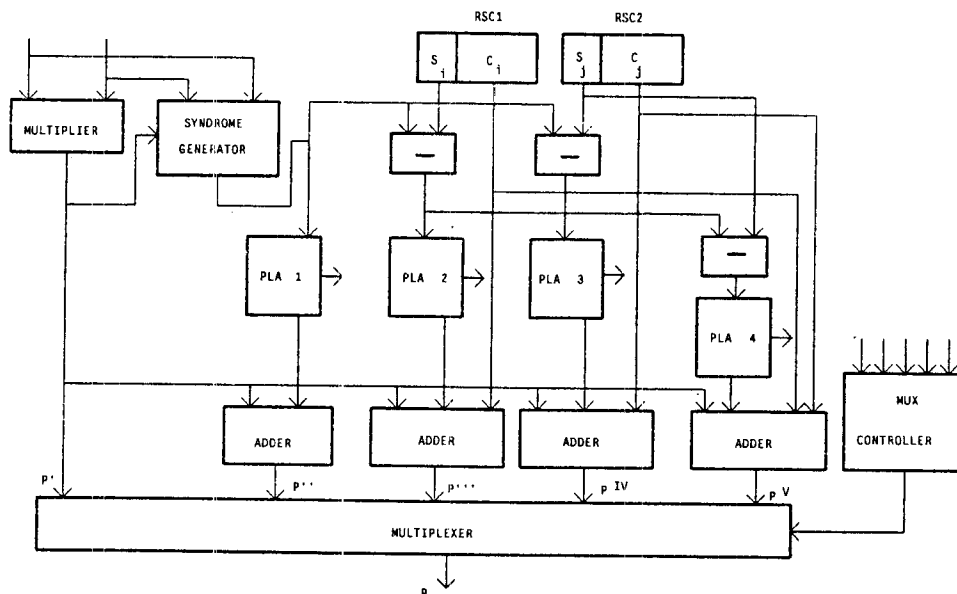 RSC1 RSC2
S i C i S j C j
MULTIPLIER
SYNDROME
GENERATOR
PLA 1
PLA 2
PLA 3
PLA 4
MUX
CONTROLLER
ADDER
ADDER
ADDER
ADDER
P' P'' P''' P IV P V
MULTIPLEXER